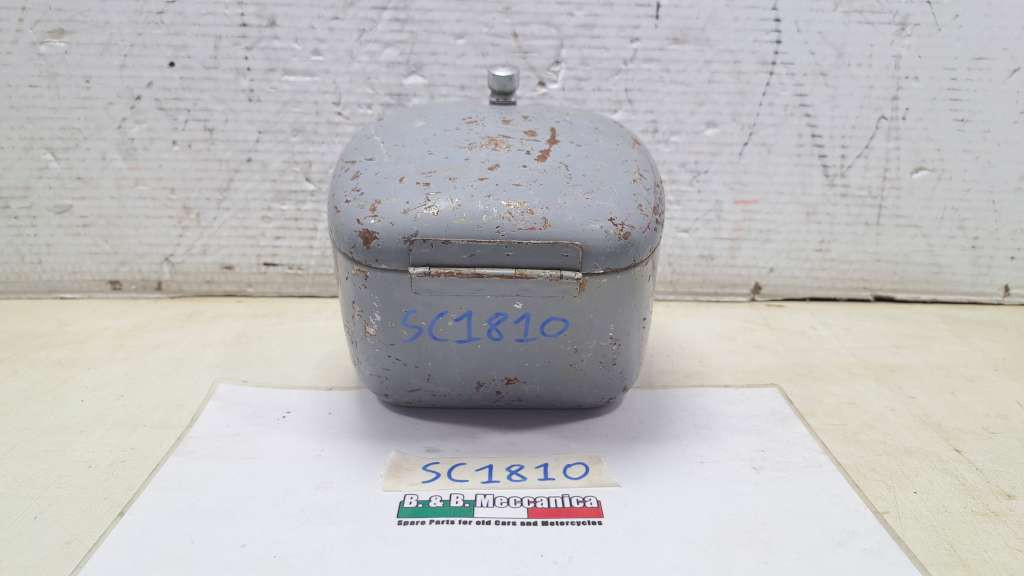 SC1810
SC1810
B. & B. Meccanica
Spare Parts for old Cars and Motorcycles